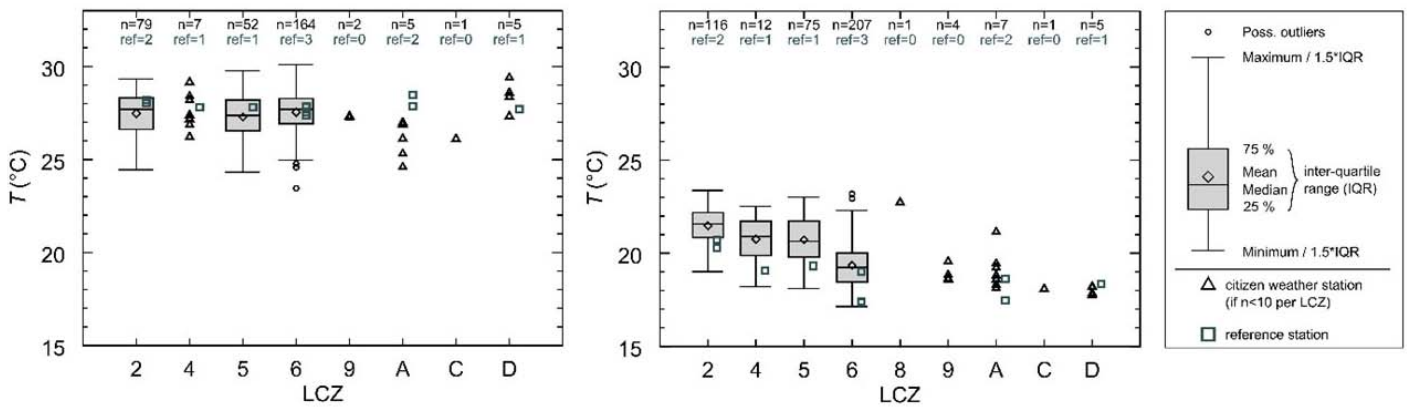 n=79 n=7 n=52 n=164 n=2 n=5 n=1 n=5
ref=2 ref=1 ref=1 ref=3 ref=0 ref=2 ref=0 ref=1
30
25
20
15
T (°C)
2 4 5 6 9 A C D
LCZ
n=116 n=12 n=75 n=207 n=1 n=4 n=7 n=1 n=5
ref=2 ref=1 ref=1 ref=3 ref=0 ref=0 ref=2 ref=0 ref=1
30
25
20
15
T (°C)
2 4 5 6 8 9 A C D
LCZ
Poss. outliers
Maximum / 1.5*IQR
75 %
Mean
Median
25 %
inter-quartile
range (IQR)
Minimum / 1.5*IQR
citizen weather station
(if n<10 per LCZ)
reference station